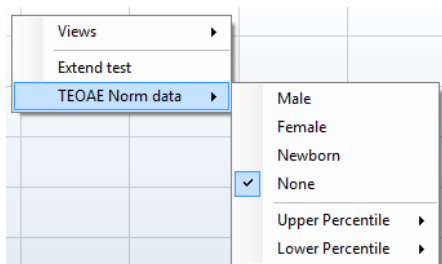 Views
Extend test
TEOAE Norm data
Male
Female
Newborn
None
Upper Percentile
Lower Percentile